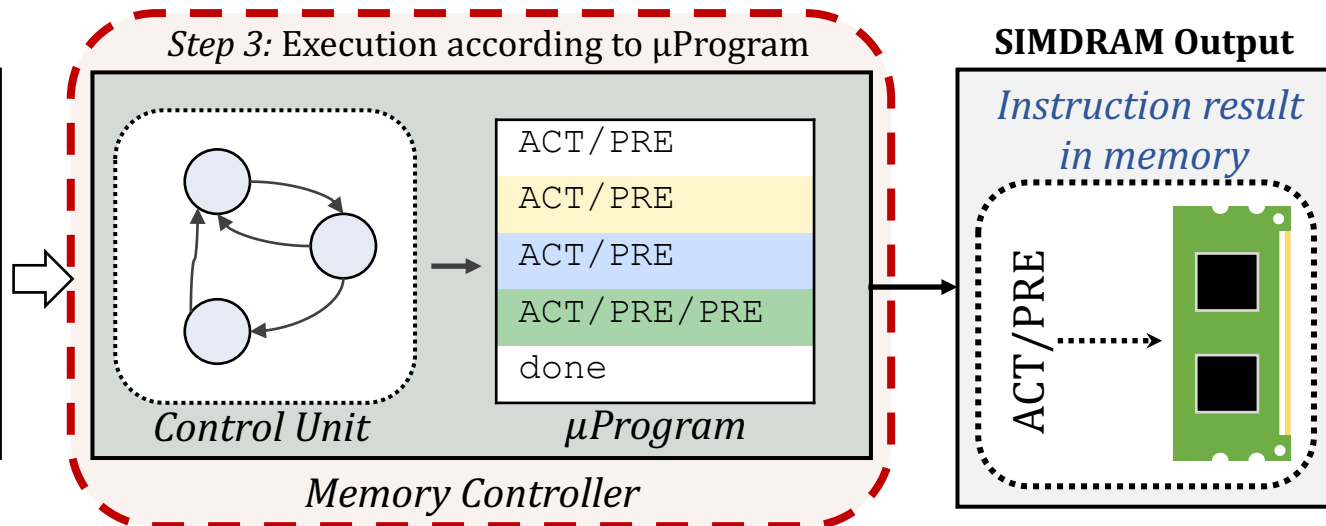 Step 3: Execution according to μProgram
ACT/PRE
ACT/PRE
ACT/PRE
ACT/PRE/PRE
done
Control Unit
μProgram
Memory Controller
SIMDRAM Output
Instruction result
in memory
ACT/PRE